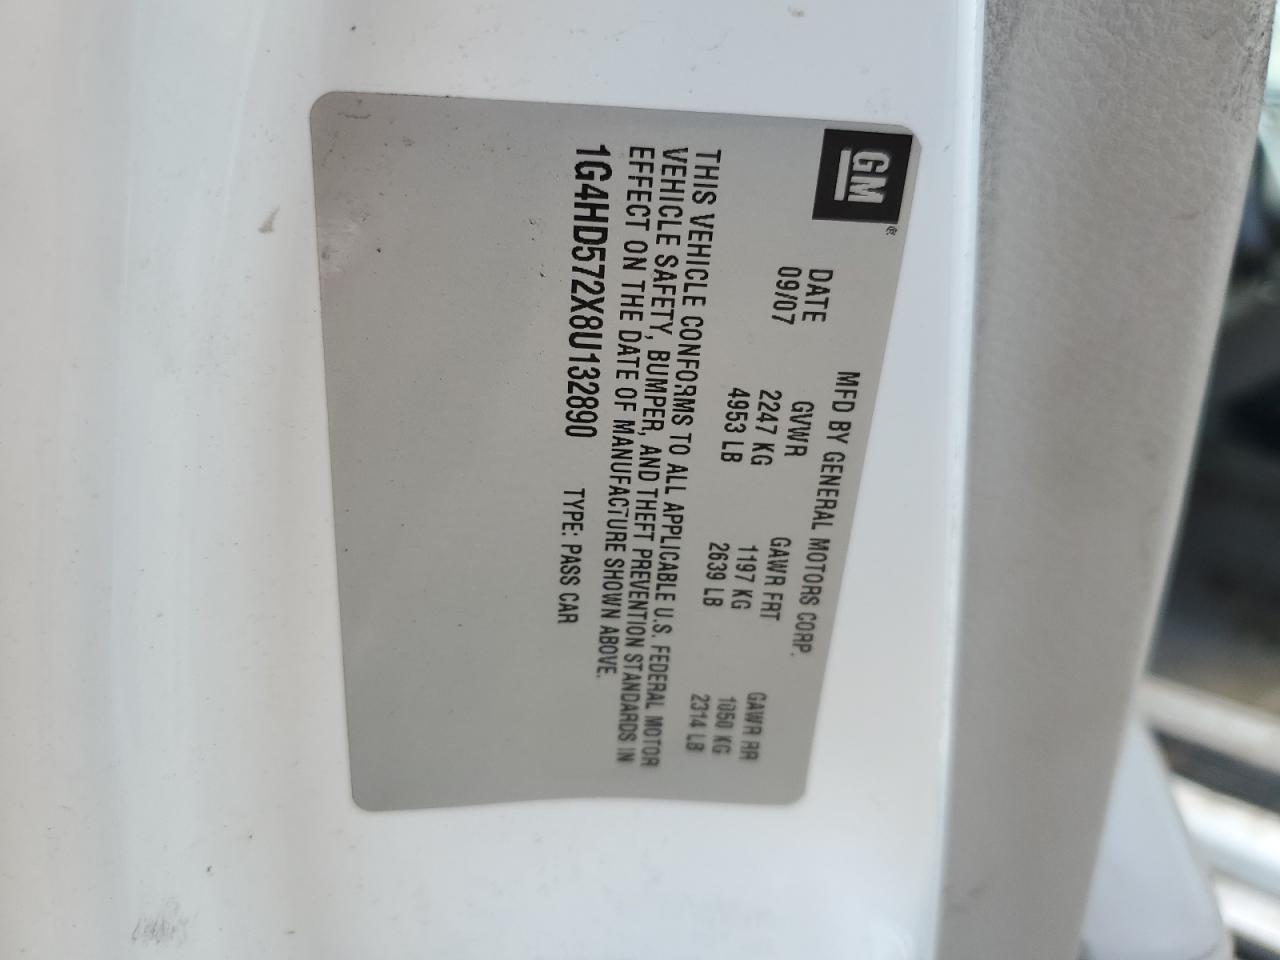 GM®
MFD BY GENERAL MOTORS CORP.
DATE GVWR GAWR FRT GAWR RR
09/07 2247 KG 1197 KG 1050 KG
4953 LB 2639 LB 2314 LB
THIS VEHICLE CONFORMS TO ALL APPLICABLE U.S. FEDERAL MOTOR
VEHICLE SAFETY, BUMPER, AND THEFT PREVENTION STANDARDS IN
EFFECT ON THE DATE OF MANUFACTURE SHOWN ABOVE.
1G4HD572X8U132890 TYPE: PASS CAR